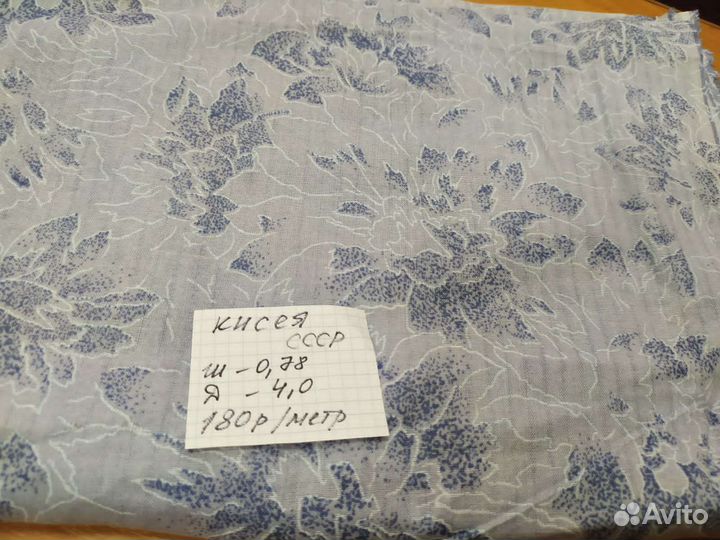 кисея
СССР
ш - 0,78
Д - 4,0
180р/метр
Avito